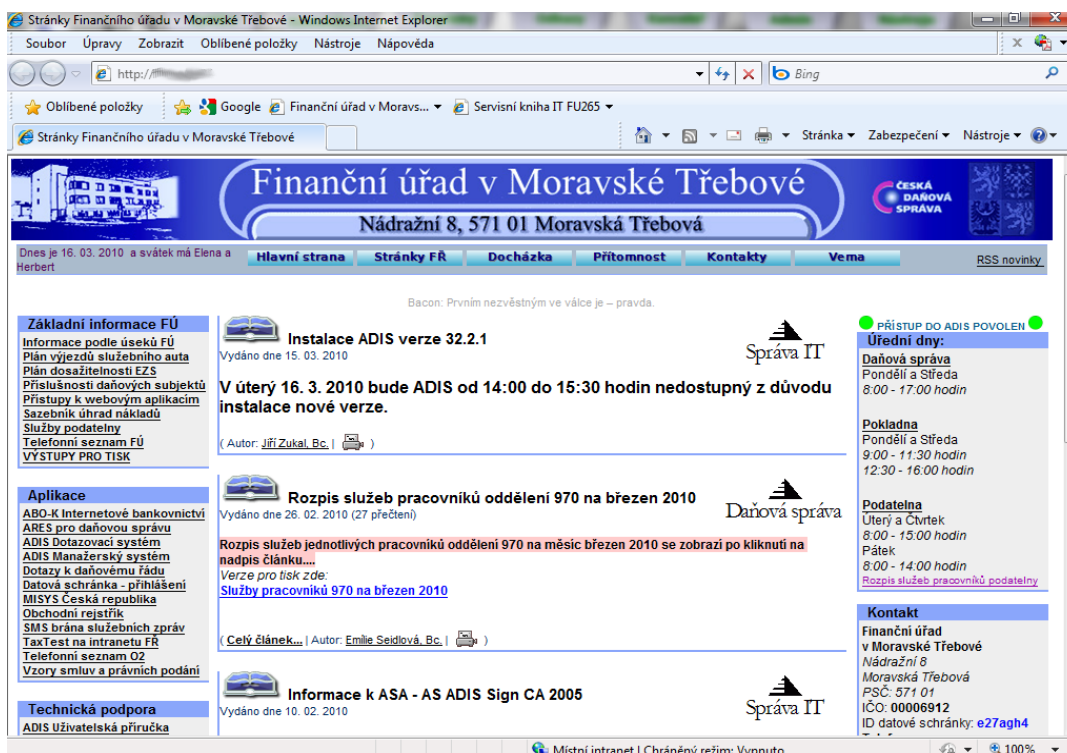 Stránky Finančního úřadu v Moravské Třebové - Windows Internet Explorer
Soubor Úpravy Zobrazit Oblíbené položky Nástroje Nápověda
http://
Bing
Oblíbené položky Google Finanční úřad v Moravs... Servisní kniha IT FU265
Stránky Finančního úřadu v Moravské Třebové
Stránka Zabezpečení Nástroje
Finanční úřad v Moravské Třebové
Nádražní 8, 571 01 Moravská Třebová
ČESKÁ
DAŇOVÁ
SPRÁVA
Dnes je 16. 03. 2010 a svátek má Elena a
Herbert
Hlavní strana Stránky FŘ Docházka Přítomnost Kontakty Vema
RSS novinky
Bacon: Prvním nezvěstným ve válce je – pravda.
Základní informace FÚ
Informace podle úseků FÚ
Plán výjezdů služebního auta
Plán dosažitelnosti EZS
Příslušnosti daňových subjektů
Přístupy k webovým aplikacím
Sazebník úhrad nákladů
Služby podatelny
Telefonní seznam FÚ
VÝSTUPY PRO TISK
Aplikace
ABO-K Internetové bankovnictví
ARES pro daňovou správu
ADIS Dotazovací systém
ADIS Manažerský systém
Dotazy k daňovému řádu
Datová schránka - přihlášení
MISYS Česká republika
Obchodní rejstřík
SMS brána služebních zpráv
TaxTest na intranetu FŘ
Telefonní seznam O2
Vzory smluv a právních podání
Technická podpora
ADIS Uživatelská příručka
Instalace ADIS verze 32.2.1
Vydáno dne 15. 03. 2010
Správa IT
V úterý 16. 3. 2010 bude ADIS od 14:00 do 15:30 hodin nedostupný z důvodu
instalace nové verze.
( Autor: Jiří Zukal, Bc. | )
Rozpis služeb pracovníků oddělení 970 na březen 2010
Vydáno dne 26. 02. 2010 (27 přečtení)
Daňová správa
Rozpis služeb jednotlivých pracovníků oddělení 970 na měsíc březen 2010 se zobrazí po kliknutí na
nadpis článku....
Verze pro tisk zde:
Služby pracovníků 970 na březen 2010
( Celý článek... | Autor: Emílie Seidlová, Bc. | )
Informace k ASA - AS ADIS Sign CA 2005
Vydáno dne 10. 02. 2010
Správa IT
PŘÍSTUP DO ADIS POVOLEN
Úřední dny:
Daňová správa
Pondělí a Středa
8:00 - 17:00 hodin
Pokladna
Pondělí a Středa
9:00 - 11:30 hodin
12:30 - 16:00 hodin
Podatelna
Úterý a Čtvrtek
8:00 - 15:00 hodin
Pátek
8:00 - 14:00 hodin
Rozpis služeb pracovníků podatelny
Kontakt
Finanční úřad
v Moravské Třebové
Nádražní 8
Moravská Třebová
PSČ: 571 01
IČO: 00006912
ID datové schránky: e27agh4
Místní intranet | Chráněný režim: Vypnuto
100%